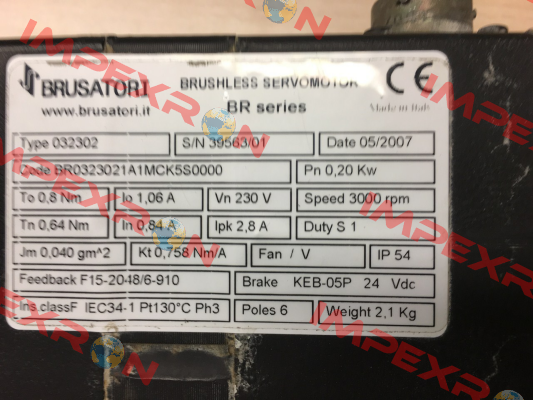 BRUSATORI
BRUSHLESS SERVOMOTOR
CE
www.brusatori.it
BR series
Made in Italy
Type 032302
S/N 39563/01
Date 05/2007
Code BR0323021A1MCK5S0000
Pn 0,20 Kw
To 0,8 Nm
Io 1,06 A
Vn 230 V
Speed 3000 rpm
Tn 0,64 Nm
In 0,84 A
Ipk 2,8 A
Duty S 1
Jm 0,040 gm^2
Kt 0,758 Nm/A
Fan / V
IP 54
Feedback F15-2048/6-910
Brake KEB-05P 24 Vdc
Ins.classF IEC34-1 Pt130°C Ph3
Poles 6
Weight 2,1 Kg
IMPEXRON
IMPEXRON
IMPEXRON
IMPEXRON